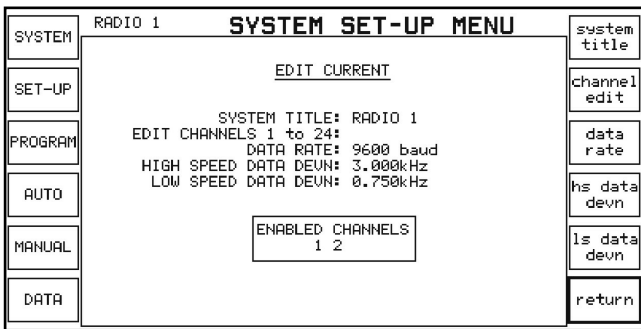 RADIO 1
SYSTEM SET-UP MENU
SYSTEM
SET-UP
PROGRAM
AUTO
MANUAL
DATA
EDIT CURRENT
SYSTEM TITLE: RADIO 1
EDIT CHANNELS 1 to 24:
DATA RATE: 9600 baud
HIGH SPEED DATA DEVN: 3.000kHz
LOW SPEED DATA DEVN: 0.750kHz
ENABLED CHANNELS
1 2
system
title
channel
edit
data
rate
hs data
devn
ls data
devn
return